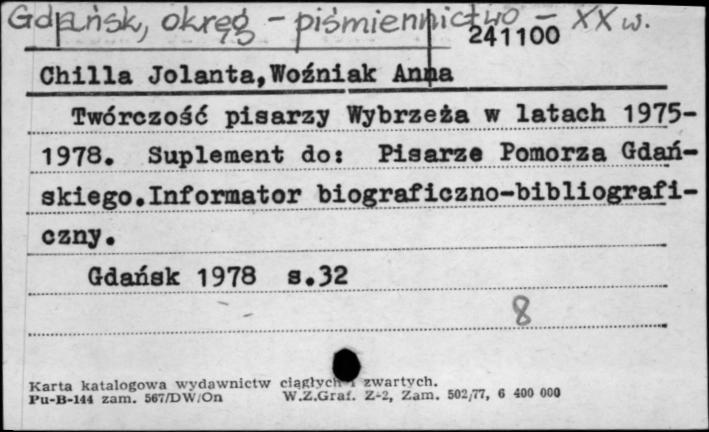 Gdańsk, okręg - piśmiennictwo - XX w.
241100
Chilla Jolanta,Woźniak Anna
Twórczość pisarzy Wybrzeża w latach 1975-
1978. Suplement do: Pisarze Pomorza Gdań-
skiego.Informator biograficzno-bibliografi-
czny.
Gdańsk 1978 s.32
8
Karta katalogowa wydawnictw ciągłych i zwartych.
Pu-B-144 zam. 567/DW/On W.Z.Graf. Z-2, Zam. 502/77, 6 400 000